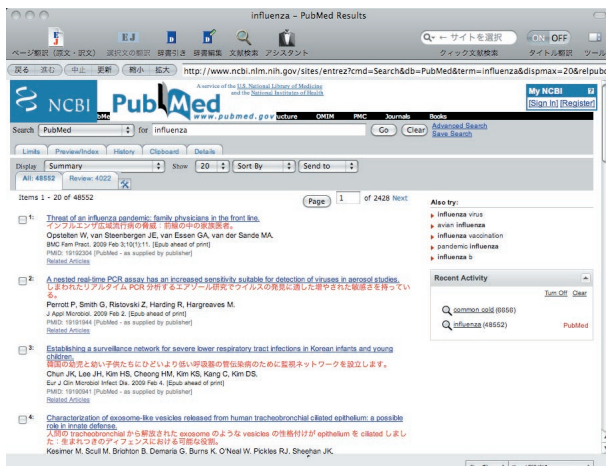 influenza – PubMed Results
EJ
← サイトを選択
ON OFF
ページ翻訳 (原文・訳文) 選択文の翻訳 辞書引き 辞書編集 文献検索 アシスタント
クイック文献検索 タイトル翻訳 ツール
戻る 進む 中止 更新 縮小 拡大 http://www.ncbi.nlm.nih.gov/sites/entrez?cmd=Search&db=PubMed&term=influenza&dispmax=20&relpubd
NCBI PubMed
A service of the U.S. National Library of Medicine
and the National Institutes of Health
www.pubmed.gov
My NCBI
[Sign In] [Register]
ucture OMIM PMC Journals Books
Search PubMed for influenza Go Clear Advanced Search
Save Search
Limits Preview/Index History Clipboard Details
Display Summary Show 20 Sort By Send to
All: 48552 Review: 4022
Items 1 - 20 of 48552
Page 1 of 2428 Next
1: Threat of an influenza pandemic: family physicians in the front line.
インフルエンザ広域流行病の脅威：前線の中の家族医者。
Opstelten W, van Steenbergen JE, van Essen GA, van der Sande MA.
BMC Fam Pract. 2009 Feb 3;10(1):11. [Epub ahead of print]
PMID: 19192304 [PubMed - as supplied by publisher]
Related Articles
2: A nested real-time PCR assay has an increased sensitivity suitable for detection of viruses in aerosol studies.
しまわれたリアルタイム PCR 分析するエアゾール研究でウイルスの発見に適した増やされた敏感さを持ってい
る。
Perrott P, Smith G, Ristovski Z, Harding R, Hargreaves M.
J Appl Microbiol. 2009 Feb 2. [Epub ahead of print]
PMID: 19191944 [PubMed - as supplied by publisher]
Related Articles
3: Establishing a surveillance network for severe lower respiratory tract infections in Korean infants and young
children.
韓国の幼児と幼い子供たちにひどいより低い呼吸器の管伝染病のために監視ネットワークを設立します。
Chun JK, Lee JH, Kim HS, Cheong HM, Kim KS, Kang C, Kim DS.
Eur J Clin Microbiol Infect Dis. 2009 Feb 4. [Epub ahead of print]
PMID: 19190941 [PubMed - as supplied by publisher]
Related Articles
4: Characterization of exosome-like vesicles released from human tracheobronchial ciliated epithelium: a possible
role in innate defense.
人間の tracheobronchial から解放された exosome のような vesicles の性格付けが epithelium を ciliated しまし
た：生まれつきのディフェンスにおける可能な役割。
Kesimer M, Scull M, Brighton B, Demaria G, Burns K, O'Neal W, Pickles RJ, Sheehan JK,
Also try:
influenza virus
avian influenza
influenza vaccination
pandemic influenza
influenza b
Recent Activity
Turn Off Clear
common cold (6856)
influenza (48552) PubMed